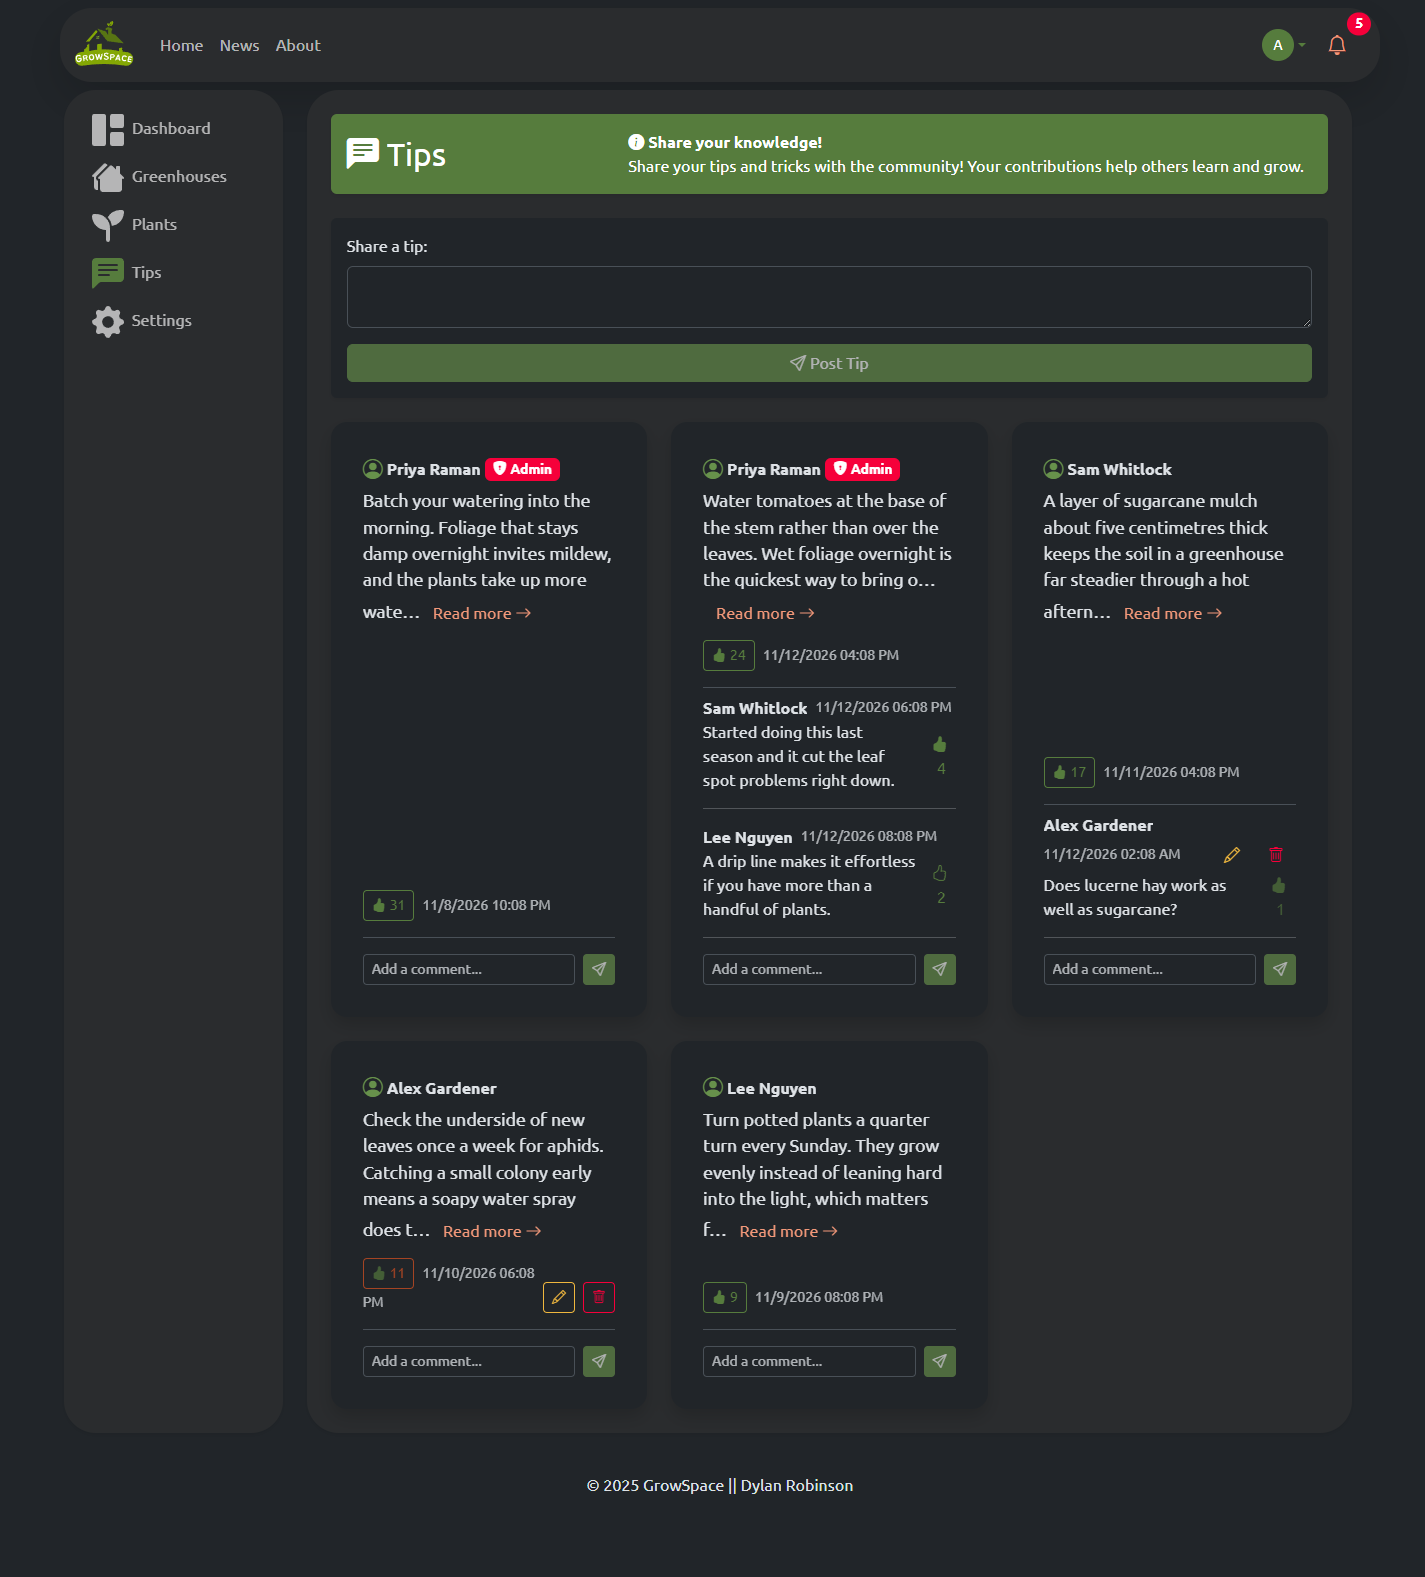 GROWSPACE
Home News About
A
5
Dashboard
Greenhouses
Plants
Tips
Settings
Tips
Share your knowledge!
Share your tips and tricks with the community! Your contributions help others learn and grow.
Share a tip:
Post Tip
Priya Raman Admin
Batch your watering into the
morning. Foliage that stays
damp overnight invites mildew,
and the plants take up more
wate... Read more →
31 11/8/2026 10:08 PM
Add a comment...
Priya Raman Admin
Water tomatoes at the base of
the stem rather than over the
leaves. Wet foliage overnight is
the quickest way to bring o...
Read more →
24 11/12/2026 04:08 PM
Sam Whitlock 11/12/2026 06:08 PM
Started doing this last
season and it cut the leaf
spot problems right down.
4
Lee Nguyen 11/12/2026 08:08 PM
A drip line makes it effortless
if you have more than a
handful of plants.
2
Add a comment...
Sam Whitlock
A layer of sugarcane mulch
about five centimetres thick
keeps the soil in a greenhouse
far steadier through a hot
aftern... Read more →
17 11/11/2026 04:08 PM
Alex Gardener
11/12/2026 02:08 AM
Does lucerne hay work as
well as sugarcane?
1
Add a comment...
Alex Gardener
Check the underside of new
leaves once a week for aphids.
Catching a small colony early
means a soapy water spray
does t... Read more →
11 11/10/2026 06:08
PM
Add a comment...
Lee Nguyen
Turn potted plants a quarter
turn every Sunday. They grow
evenly instead of leaning hard
into the light, which matters
f... Read more →
9 11/9/2026 08:08 PM
Add a comment...
© 2025 GrowSpace || Dylan Robinson